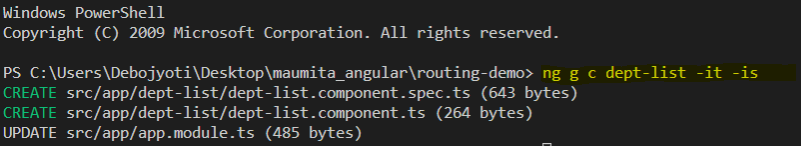 Windows PowerShell
Copyright (C) 2009 Microsoft Corporation. All rights reserved.
PS C:\Users\Debojyoti\Desktop\maumita_angular\routing-demo> ng g c dept-list -it -is
CREATE src/app/dept-list/dept-list.component.spec.ts (643 bytes)
CREATE src/app/dept-list/dept-list.component.ts (264 bytes)
UPDATE src/app/app.module.ts (485 bytes)